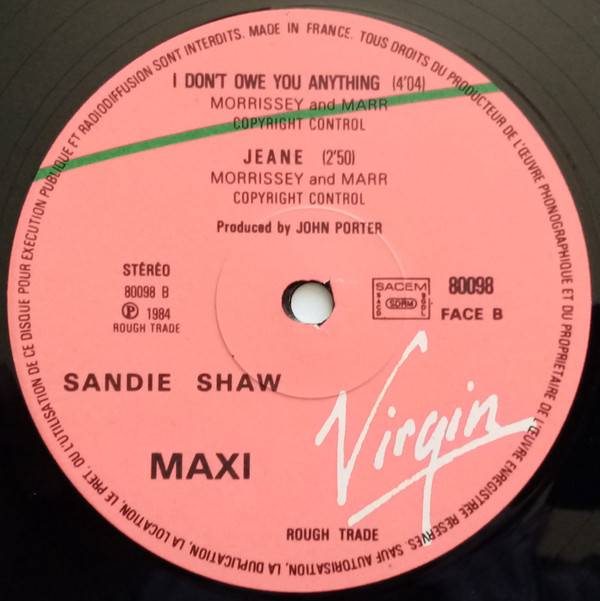 I DON'T OWE YOU ANYTHING (4'04)
MORRISSEY and MARR
COPYRIGHT CONTROL
JEANE (2'50)
MORRISSEY and MARR
COPYRIGHT CONTROL
Produced by JOHN PORTER
STÉRÉO
80098 B
Ⓟ 1984
ROUGH TRADE
SACEM
SACD SDRM SGDL
80098
FACE B
SANDIE SHAW
MAXI
Virgin
ROUGH TRADE
MADE IN FRANCE. TOUS DROITS DU PRODUCTEUR DE L'ŒUVRE PHONOGRAPHIQUE ET DU PROPRIETAIRE DE L'ŒUVRE ENREGISTREE RESERVES. SAUF AUTORISATION, LA DUPLICATION, LA LOCATION, LE PRET, OU L'UTILISATION DE CE DISQUE POUR EXECUTION PUBLIQUE ET RADIODIFFUSION SONT INTERDITS.